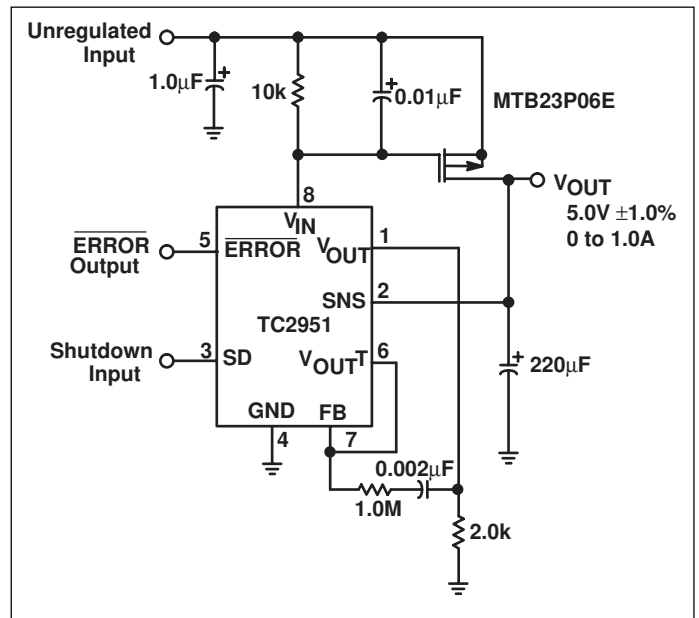 Unregulated
Input
1.0μF
+
10k
+
0.01μF
MTB23P06E
VOUT
5.0V ±1.0%
0 to 1.0A
8
VIN
ERROR
Output
5
ERROR
VOUT
1
SNS
2
TC2951
Shutdown
Input
3
SD
VOUTT
6
GND
FB
4
7
+
220μF
0.002μF
1.0M
2.0k